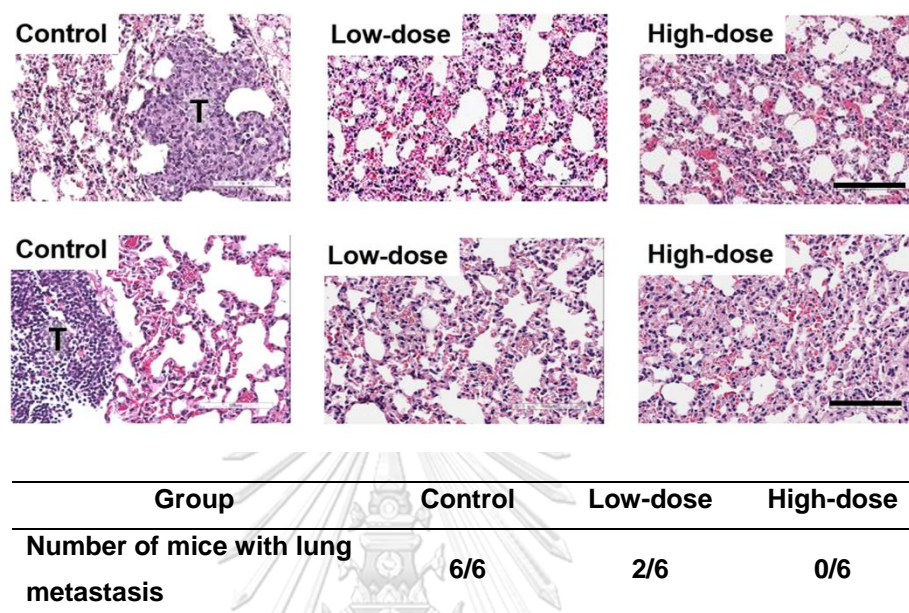 Control Low-dose High-dose
T
Control Low-dose High-dose
T
Group Control Low-dose High-dose
Number of mice with lung
metastasis 6/6 2/6 0/6